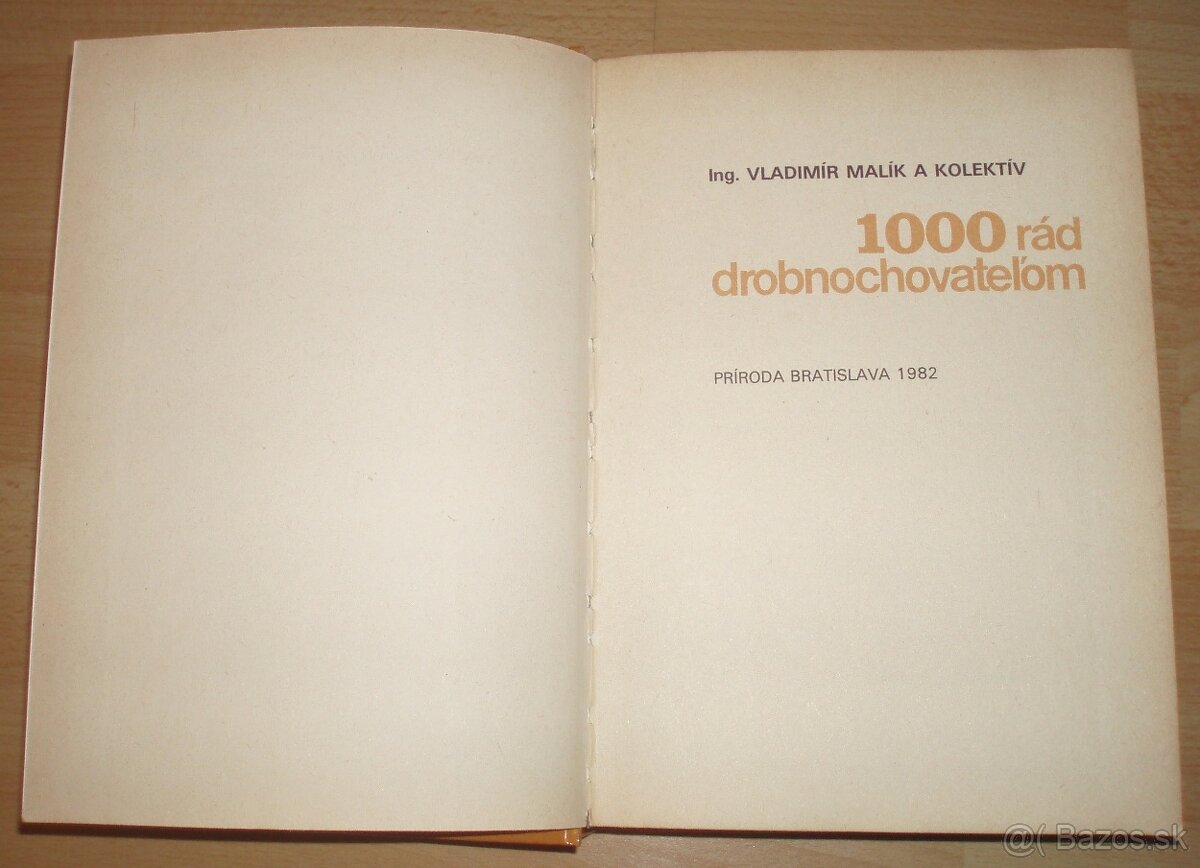 Ing. VLADIMÍR MALÍK A KOLEKTÍV
1000 rád
drobnochovateľom
PRÍRODA BRATISLAVA 1982
@( Bazos.sk